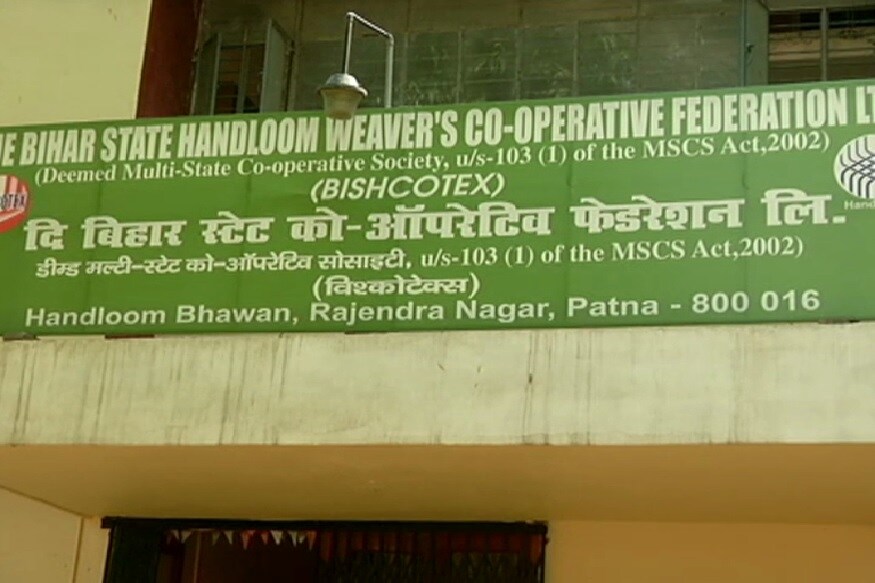 THE BIHAR STATE HANDLOOM WEAVER'S CO-OPERATIVE FEDERATION LT
(Deemed Multi-State Co-operative Society, u/s-103 (1) of the MSCS Act,2002)
(BISHCOTEX)
दि बिहार स्टेट को-ऑपरेटिव फेडरेशन लि.
डीम्ड मल्टी-स्टेट को-ऑपरेटिव सोसाइटी, u/s-103 (1) of the MSCS Act,2002)
(विश्कोटेक्स)
Handloom Bhawan, Rajendra Nagar, Patna - 800 016